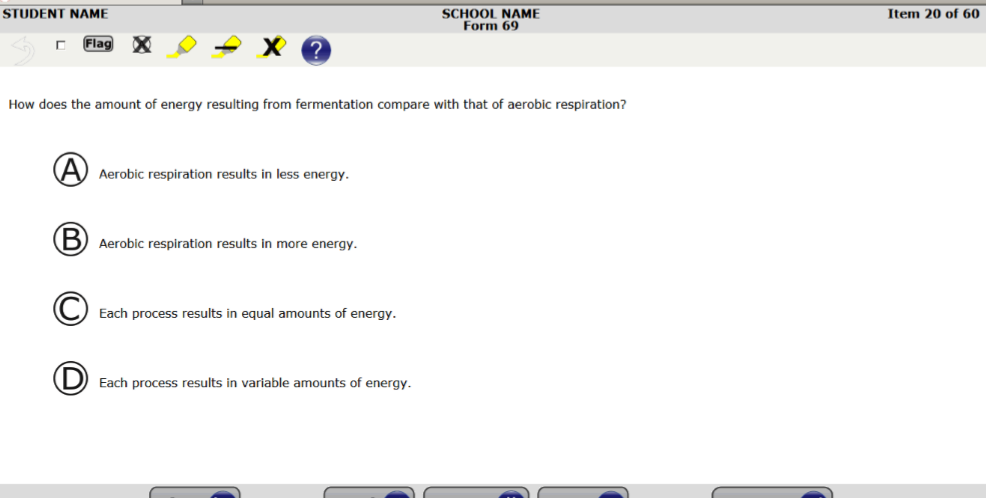 STUDENT NAME
SCHOOL NAME
Item 20 of 60
Form 69
Flag
X
?
How does the amount of energy resulting from fermentation compare with that of aerobic respiration?
A Aerobic respiration results in less energy.
B Aerobic respiration results in more energy.
C Each process results in equal amounts of energy.
D Each process results in variable amounts of energy.